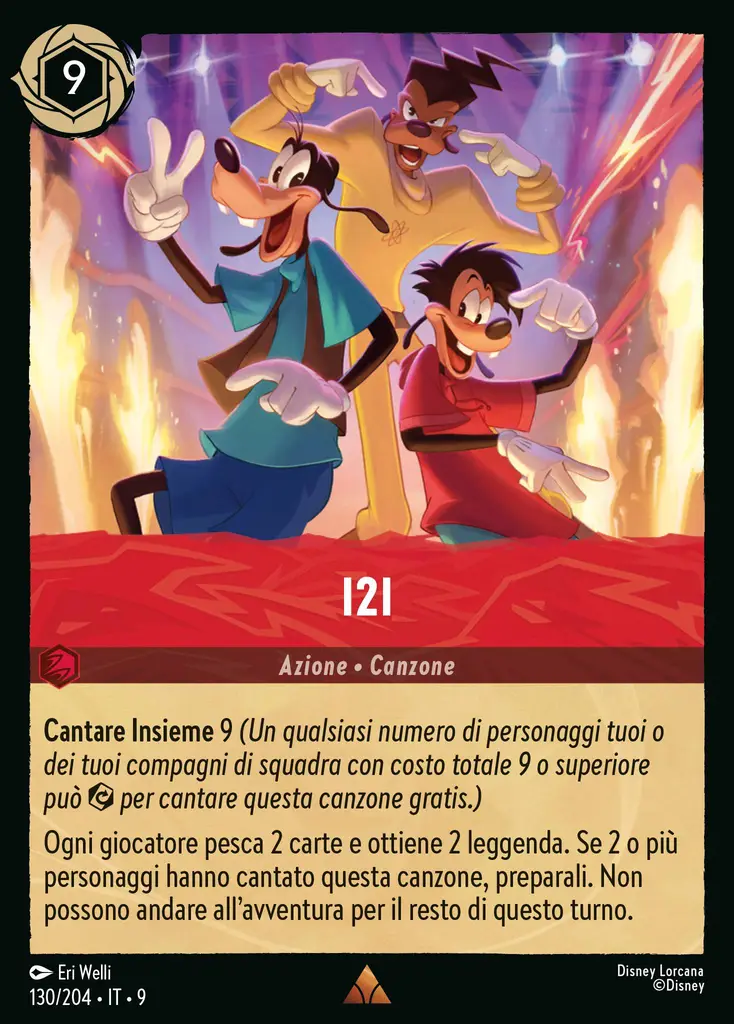 9
I2I
Azione • Canzone
Cantare Insieme 9 (Un qualsiasi numero di personaggi tuoi o
dei tuoi compagni di squadra con costo totale 9 o superiore
può per cantare questa canzone gratis.)
Ogni giocatore pesca 2 carte e ottiene 2 leggenda. Se 2 o più
personaggi hanno cantato questa canzone, preparali. Non
possono andare all’avventura per il resto di questo turno.
Eri Welli
Disney Lorcana
130/204 • IT • 9
©Disney